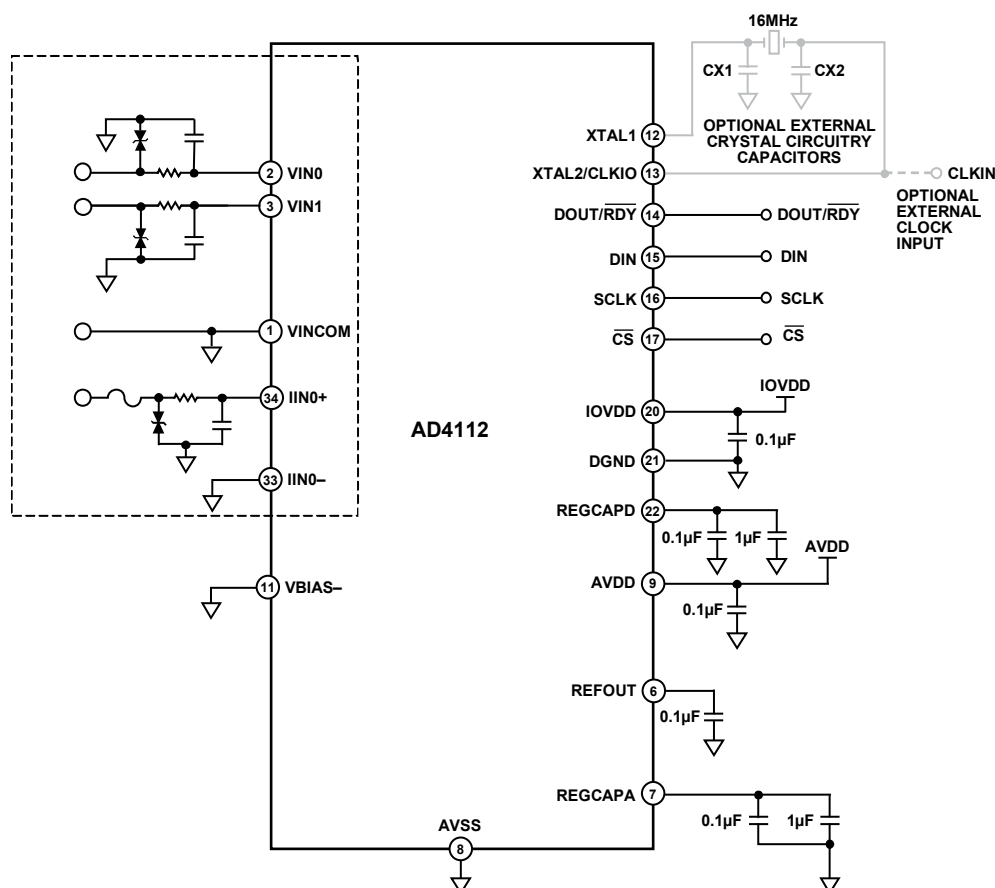 16MHz
CX1
CX2
OPTIONAL EXTERNAL
CRYSTAL CIRCUITRY
CAPACITORS
XTAL1
12
XTAL2/CLKIO
13
CLKIN
OPTIONAL
EXTERNAL
CLOCK
INPUT
2
VIN0
3
VIN1
DOUT/RDY
14
DOUT/RDY
DIN
15
DIN
SCLK
16
SCLK
CS
17
CS
1
VINCOM
34
IIN0+
33
IIN0–
11
VBIAS–
AD4112
IOVDD
20
IOVDD
0.1µF
DGND
21
REGCAPD
22
0.1µF
1µF
AVDD
9
AVDD
0.1µF
REFOUT
6
0.1µF
REGCAPA
7
0.1µF
1µF
AVSS
8